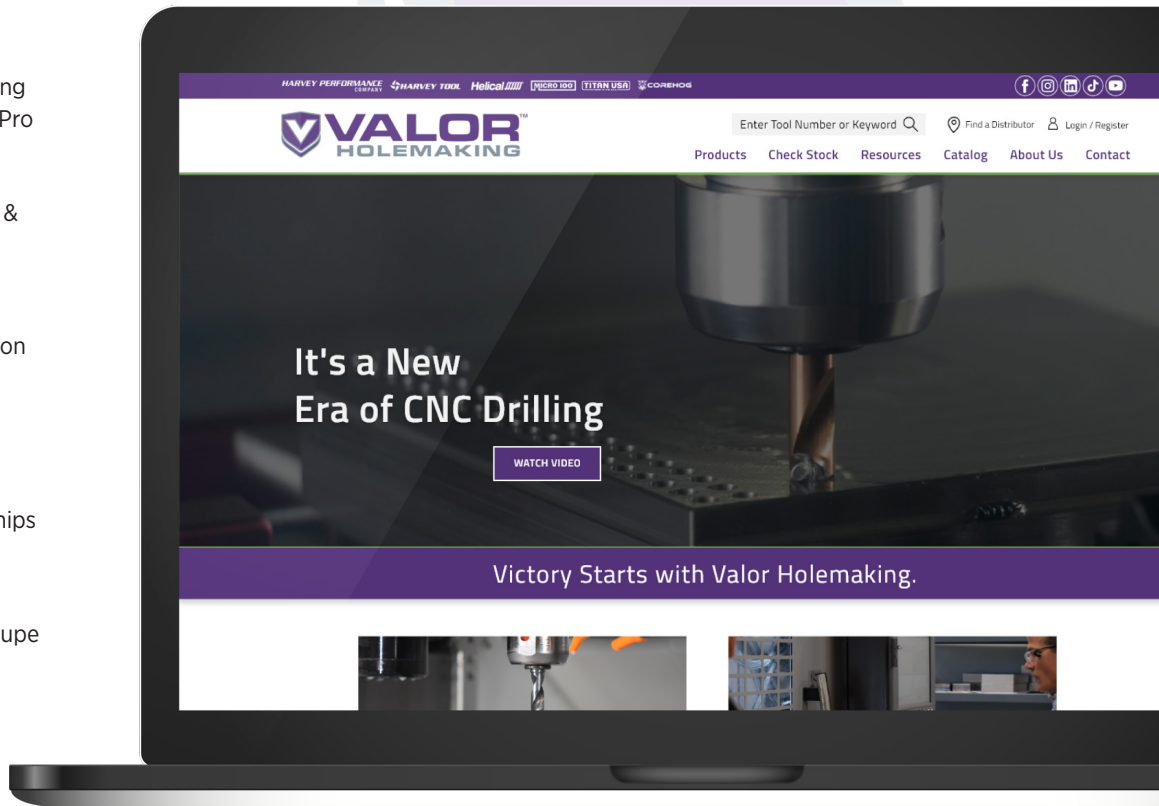 ing
Pro
&
on
hips
upe
HARVEY PERFORMANCE COMPANY HARVEY TOOL Helical MICRO 100 TITAN USA COREHOG
VALOR™
HOLEMAKING
Enter Tool Number or Keyword Find a Distributor Login / Register
Products Check Stock Resources Catalog About Us Contact
It's a New
Era of CNC Drilling
WATCH VIDEO
Victory Starts with Valor Holemaking.